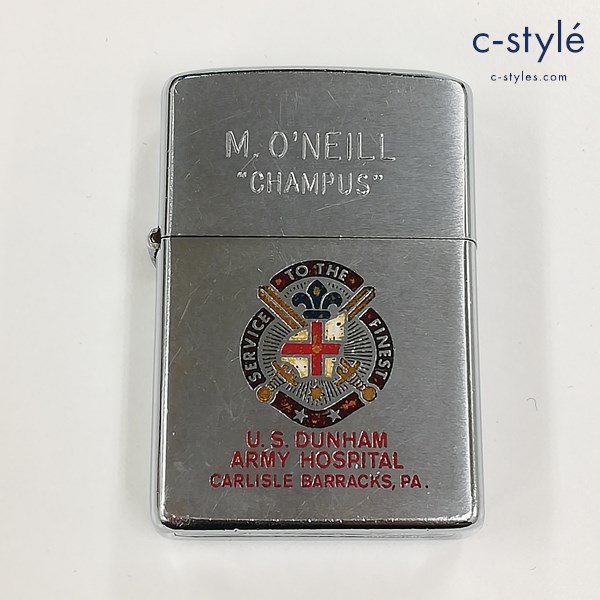 c-stylé
c-styles.com
M. O'NEILL
"CHAMPUS"
SERVICE TO THE FINEST
U.S. DUNHAM
ARMY HOSPITAL
CARLISLE BARRACKS, PA.